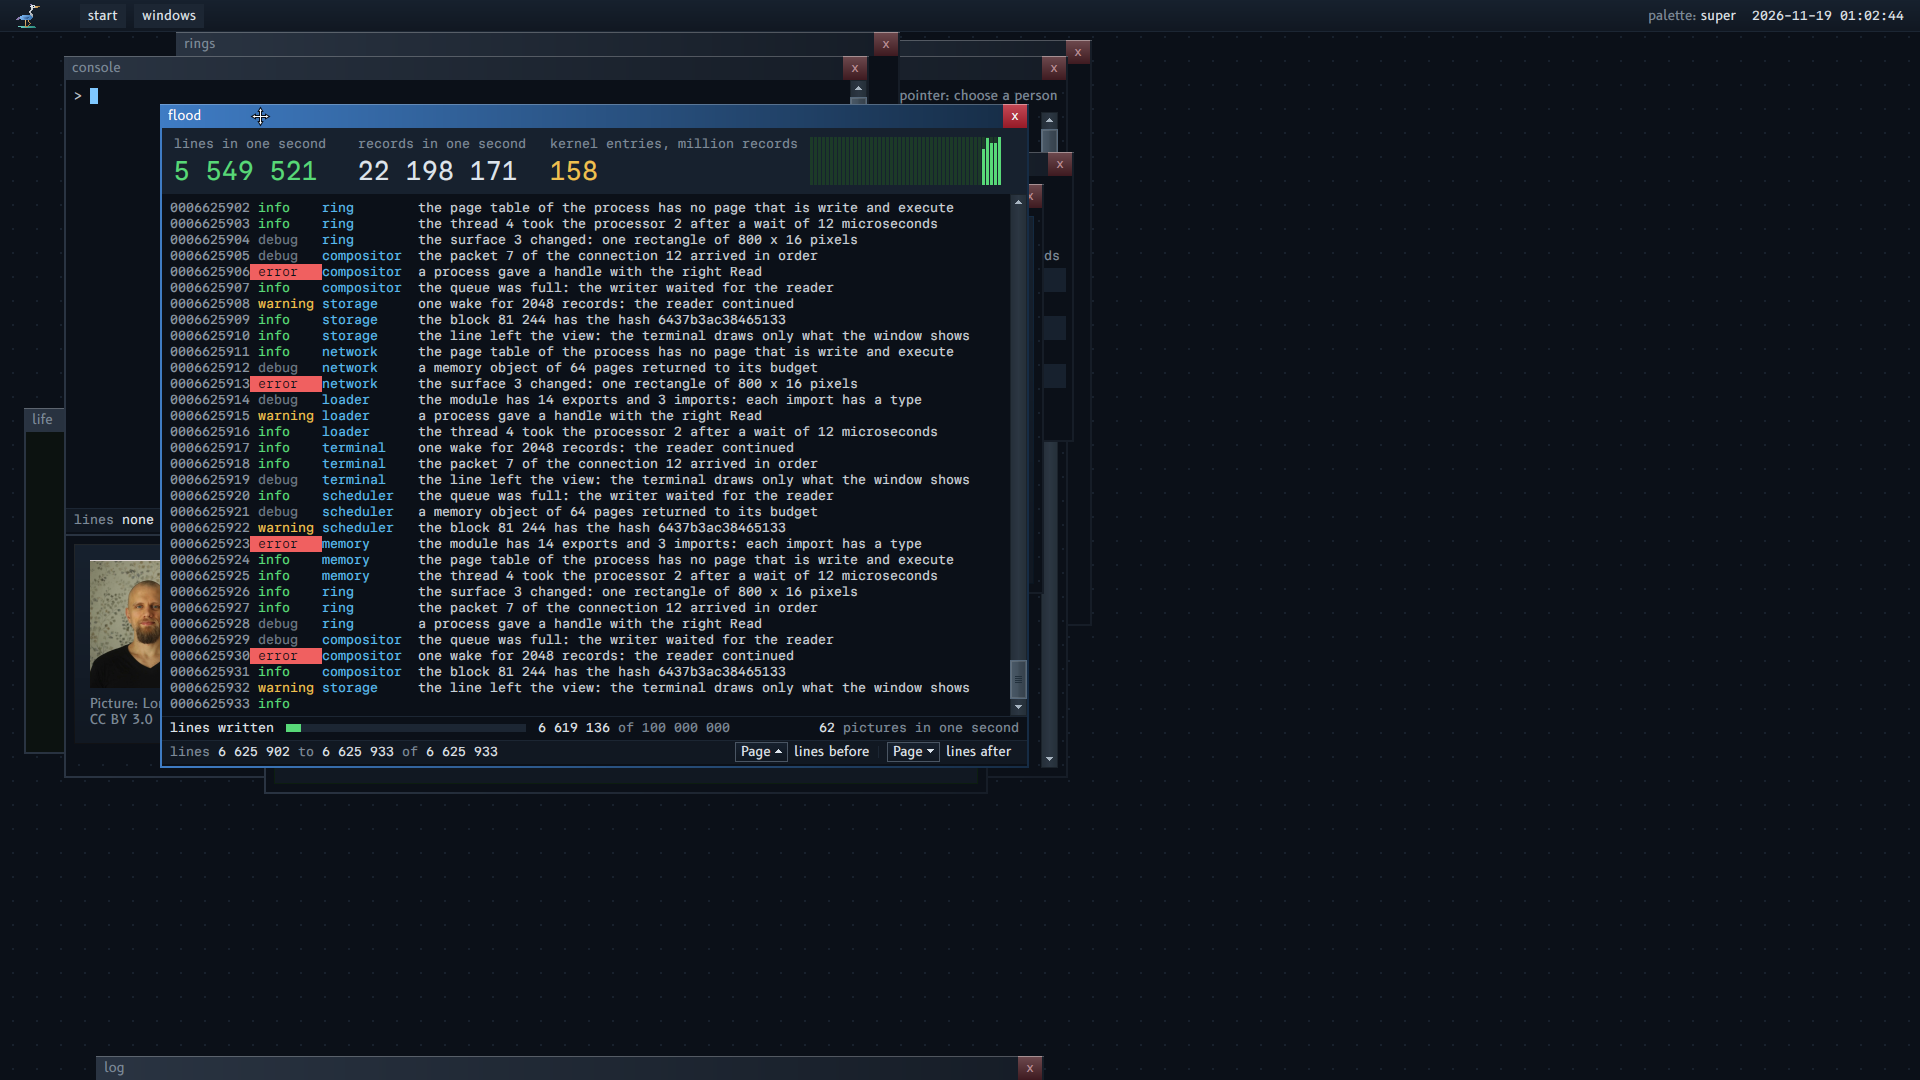 start windows palette: super 2026-11-19 01:02:44
rings x
x
console x
x
> pointer: choose a person
flood x
lines in one second records in one second kernel entries, million records
5 549 521 22 198 171 158
x
x
0006625902 info ring the page table of the process has no page that is write and execute
0006625903 info ring the thread 4 took the processor 2 after a wait of 12 microseconds
0006625904 debug ring the surface 3 changed: one rectangle of 800 x 16 pixels
0006625905 debug compositor the packet 7 of the connection 12 arrived in order
ds
0006625906 error compositor a process gave a handle with the right Read
0006625907 info compositor the queue was full: the writer waited for the reader
0006625908 warning storage one wake for 2048 records: the reader continued
0006625909 info storage the block 81 244 has the hash 6437b3ac38465133
0006625910 info storage the line left the view: the terminal draws only what the window shows
0006625911 info network the page table of the process has no page that is write and execute
0006625912 debug network a memory object of 64 pages returned to its budget
0006625913 error network the surface 3 changed: one rectangle of 800 x 16 pixels
0006625914 debug loader the module has 14 exports and 3 imports: each import has a type
0006625915 warning loader a process gave a handle with the right Read
life
0006625916 info loader the thread 4 took the processor 2 after a wait of 12 microseconds
0006625917 info terminal one wake for 2048 records: the reader continued
0006625918 info terminal the packet 7 of the connection 12 arrived in order
0006625919 debug terminal the line left the view: the terminal draws only what the window shows
0006625920 info scheduler the queue was full: the writer waited for the reader
0006625921 debug scheduler a memory object of 64 pages returned to its budget
lines none
0006625922 warning scheduler the block 81 244 has the hash 6437b3ac38465133
0006625923 error memory the module has 14 exports and 3 imports: each import has a type
0006625924 info memory the page table of the process has no page that is write and execute
0006625925 info memory the thread 4 took the processor 2 after a wait of 12 microseconds
0006625926 info ring the surface 3 changed: one rectangle of 800 x 16 pixels
0006625927 info ring the packet 7 of the connection 12 arrived in order
0006625928 debug ring a process gave a handle with the right Read
0006625929 debug compositor the queue was full: the writer waited for the reader
0006625930 error compositor one wake for 2048 records: the reader continued
0006625931 info compositor the block 81 244 has the hash 6437b3ac38465133
0006625932 warning storage the line left the view: the terminal draws only what the window shows
0006625933 info
Picture: Lo
CC BY 3.0
lines written 6 619 136 of 100 000 000 62 pictures in one second
lines 6 625 902 to 6 625 933 of 6 625 933 Page lines before Page lines after
log x